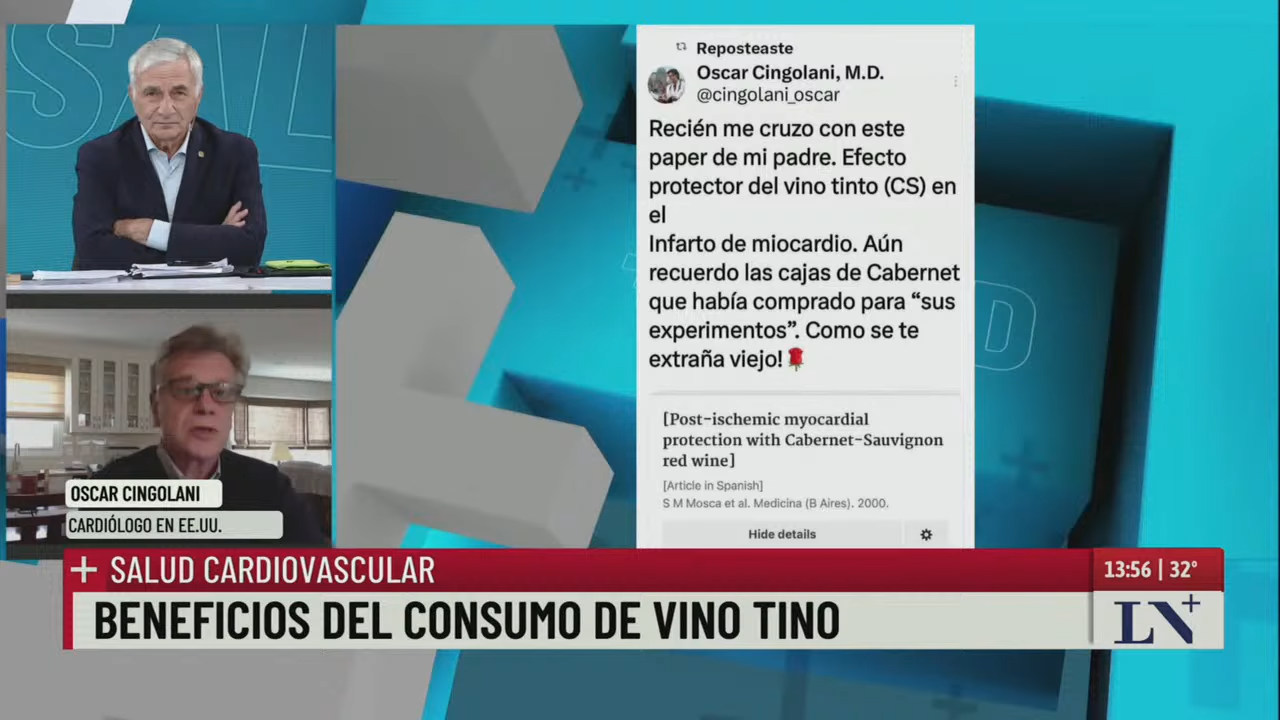 Reposteaste
Oscar Cingolani, M.D.
@cingolani_oscar
Recién me cruzo con este
paper de mi padre. Efecto
protector del vino tinto (CS) en
el
Infarto de miocardio. Aún
recuerdo las cajas de Cabernet
que había comprado para “sus
experimentos”. Como se te
extraña viejo!🌹
[Post-ischemic myocardial
protection with Cabernet-Sauvignon
red wine]
[Article in Spanish]
S M Mosca et al. Medicina (B Aires). 2000.
Hide details
OSCAR CINGOLANI
CARDIÓLOGO EN EE.UU.
+ SALUD CARDIOVASCULAR
13:56 | 32°
BENEFICIOS DEL CONSUMO DE VINO TINO
LN+